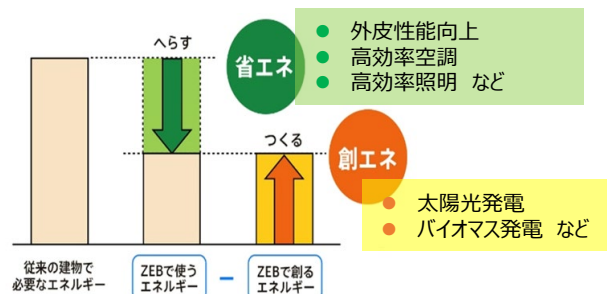 へらす
省エネ
● 外皮性能向上
● 高効率空調
● 高効率照明 など
つくる
創エネ
● 太陽光発電
● バイオマス発電 など
従来の建物で
必要なエネルギー
ZEBで使う
エネルギー
−
ZEBで創る
エネルギー